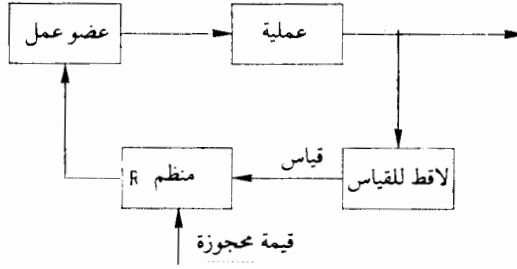 عضو عمل
عملية
قياس
منظم R
لاقط للقياس
قيمة محجوزة